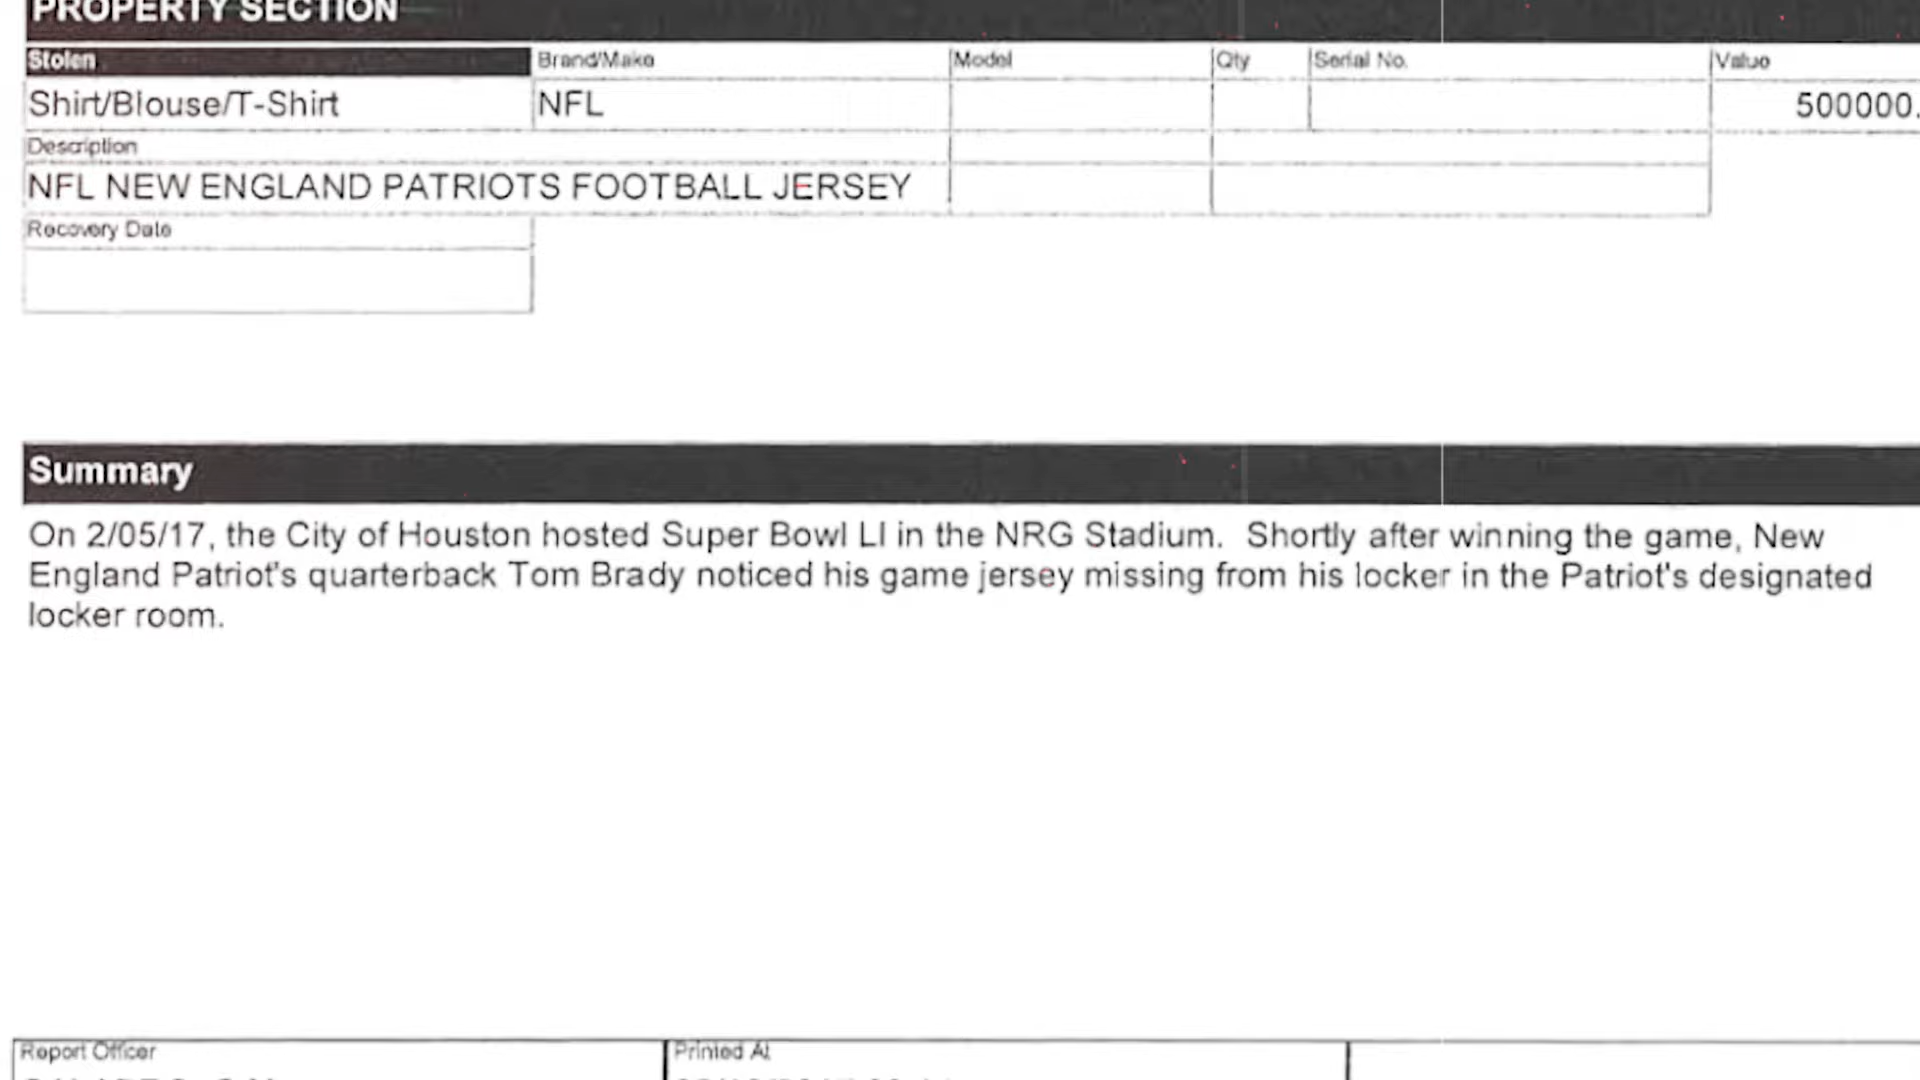 PROPERTY SECTION
Stolen Brand/Make Model Qty Serial No. Value
Shirt/Blouse/T-Shirt NFL 500000.
Description
NFL NEW ENGLAND PATRIOTS FOOTBALL JERSEY
Recovery Date
Summary
On 2/05/17, the City of Houston hosted Super Bowl LI in the NRG Stadium. Shortly after winning the game, New
England Patriot's quarterback Tom Brady noticed his game jersey missing from his locker in the Patriot's designated
locker room.
Report Officer Printed At